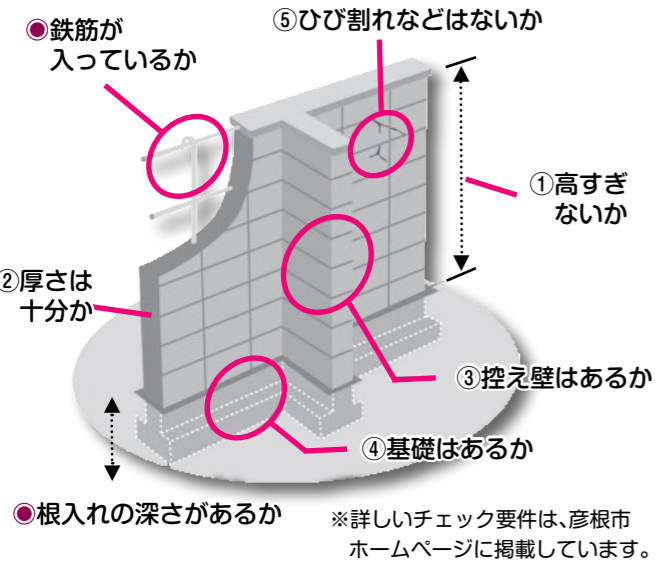 ⑤ひび割れなどはないか
◉鉄筋が
入っているか
①高すぎ
ないか
②厚さは
十分か
③控え壁はあるか
④基礎はあるか
◉根入れの深さがあるか
※詳しいチェック要件は、彦根市
ホームページに掲載しています。